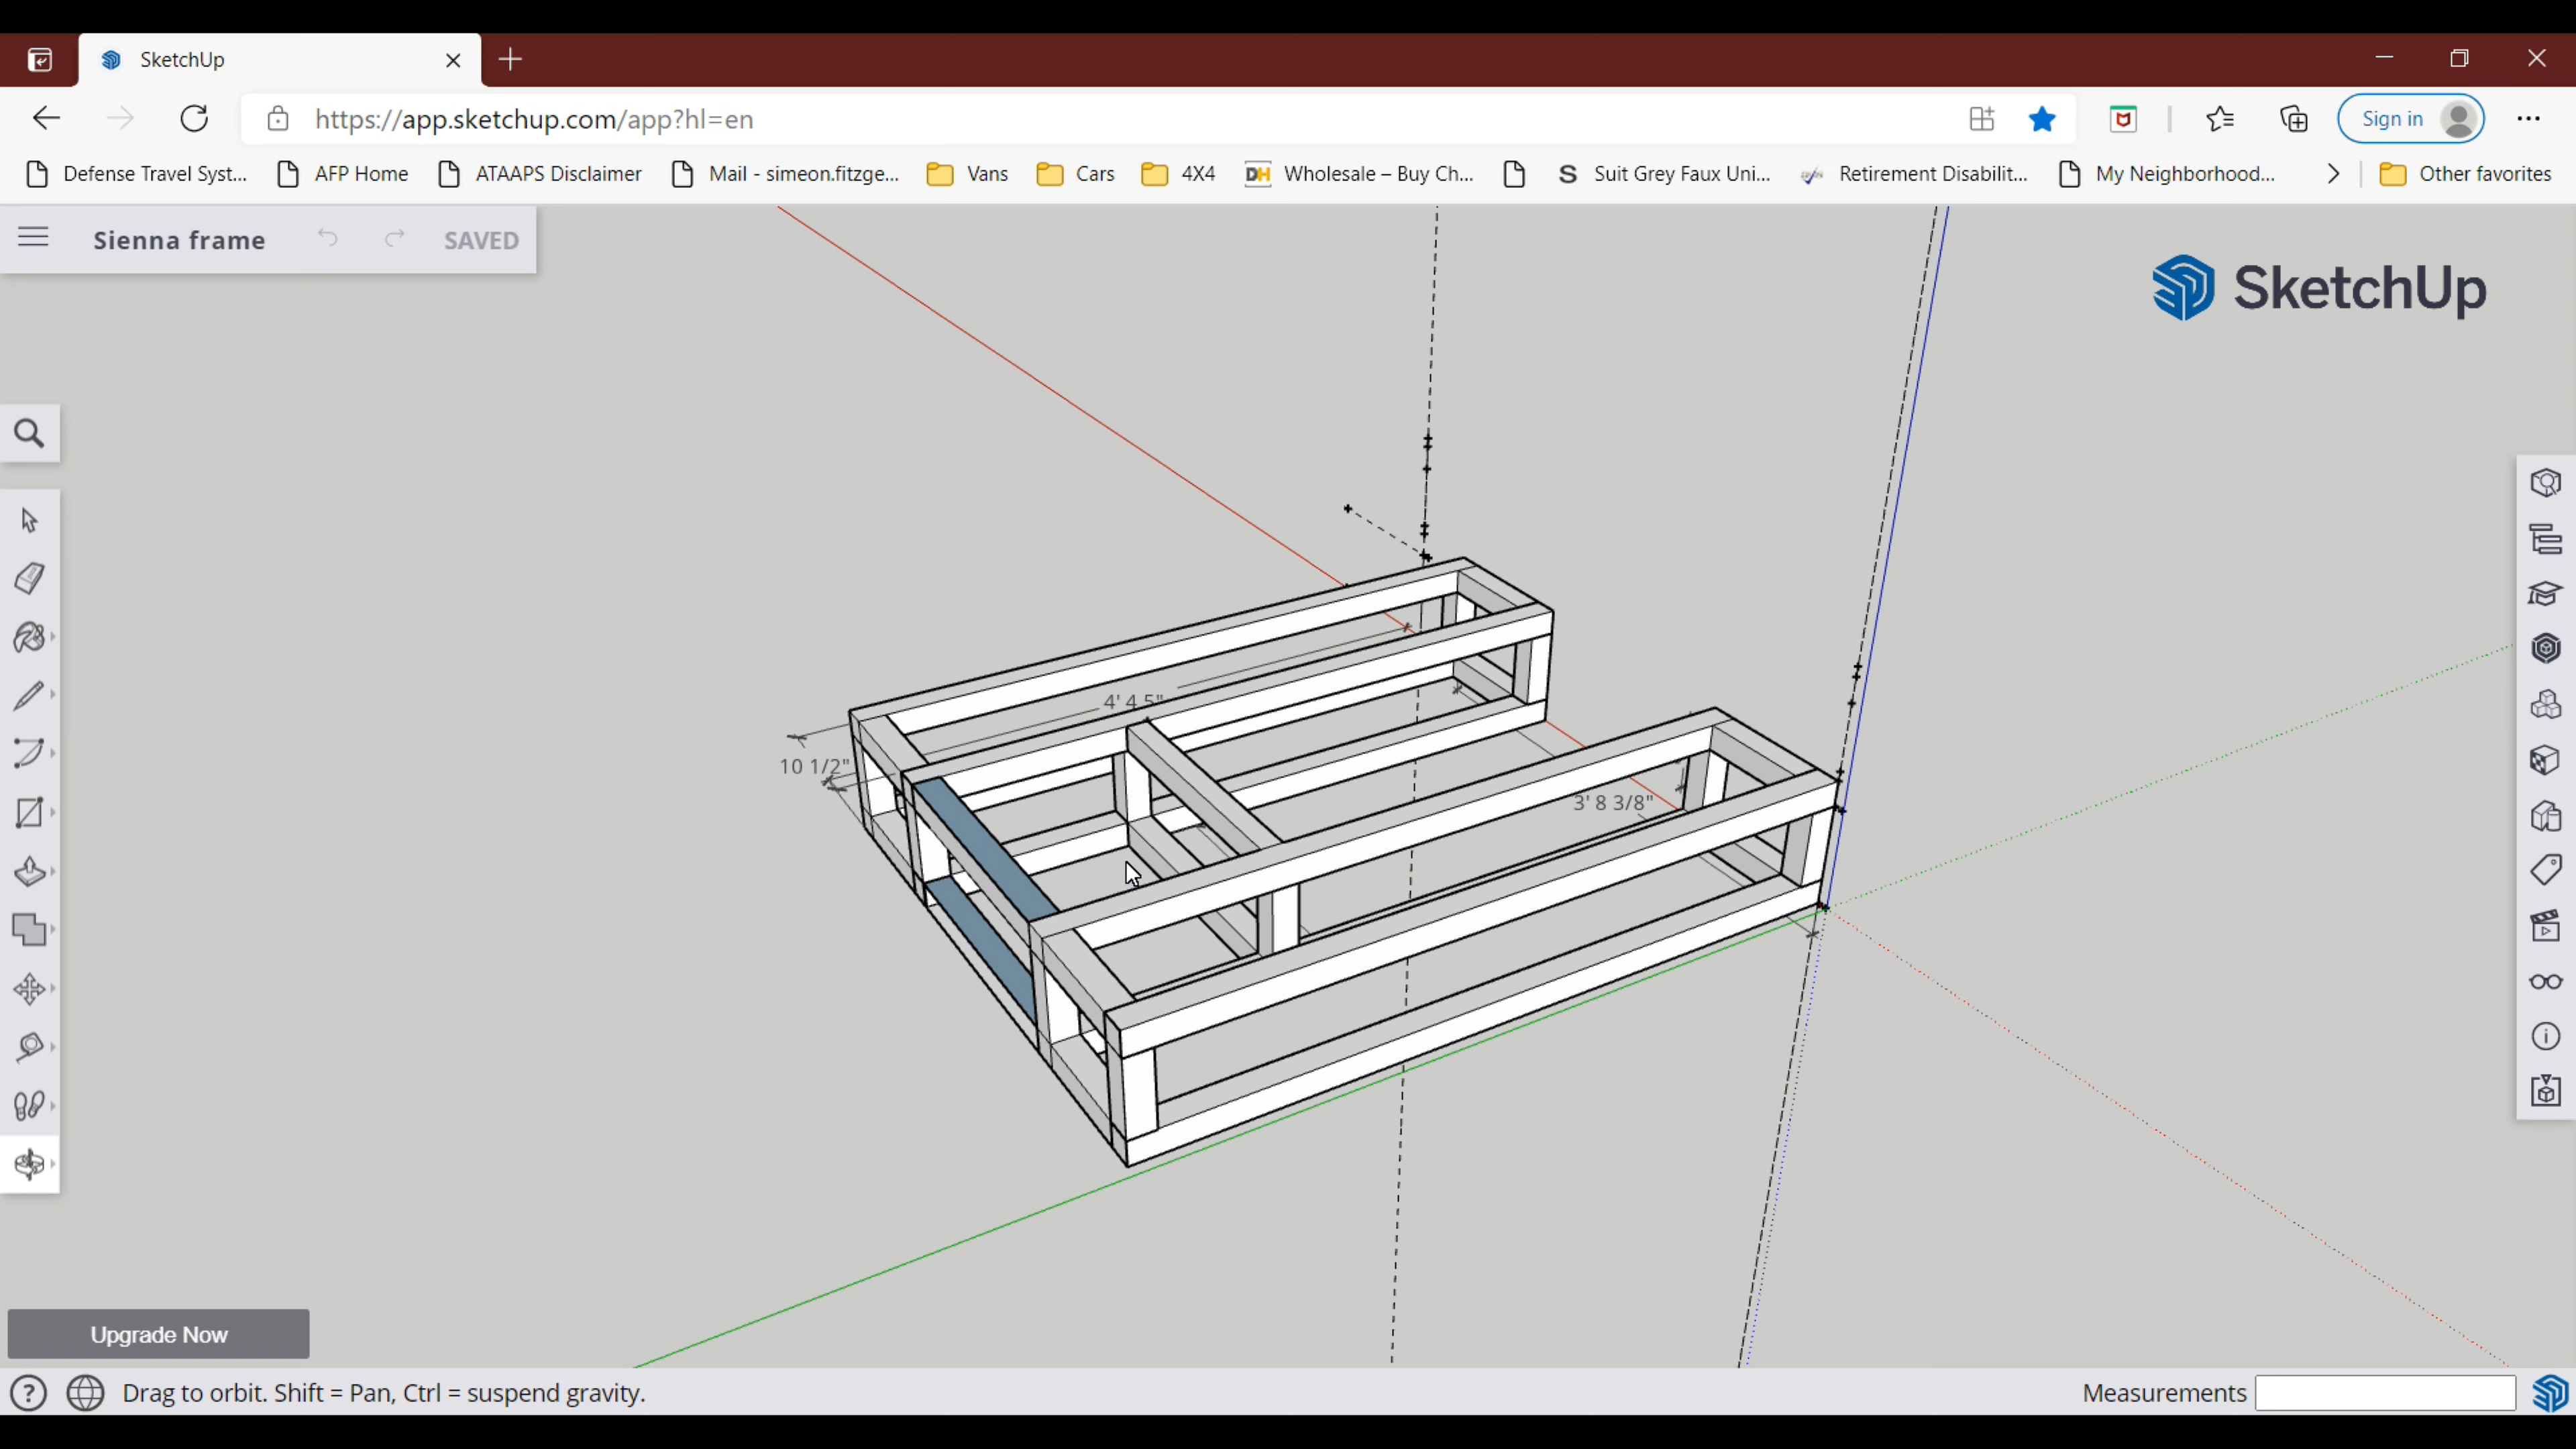 SketchUp
https://app.sketchup.com/app?hl=en
Sign in
Defense Travel Syst... AFP Home ATAAPS Disclaimer Mail - simeon.fitzge... Vans Cars 4X4 DH Wholesale – Buy Ch... S Suit Grey Faux Uni... Retirement Disabilit... My Neighborhood... Other favorites
Sienna frame SAVED
SketchUp
4' 4.5"
10 1/2"
3' 8 3/8"
Upgrade Now
Drag to orbit. Shift = Pan, Ctrl = suspend gravity.
Measurements